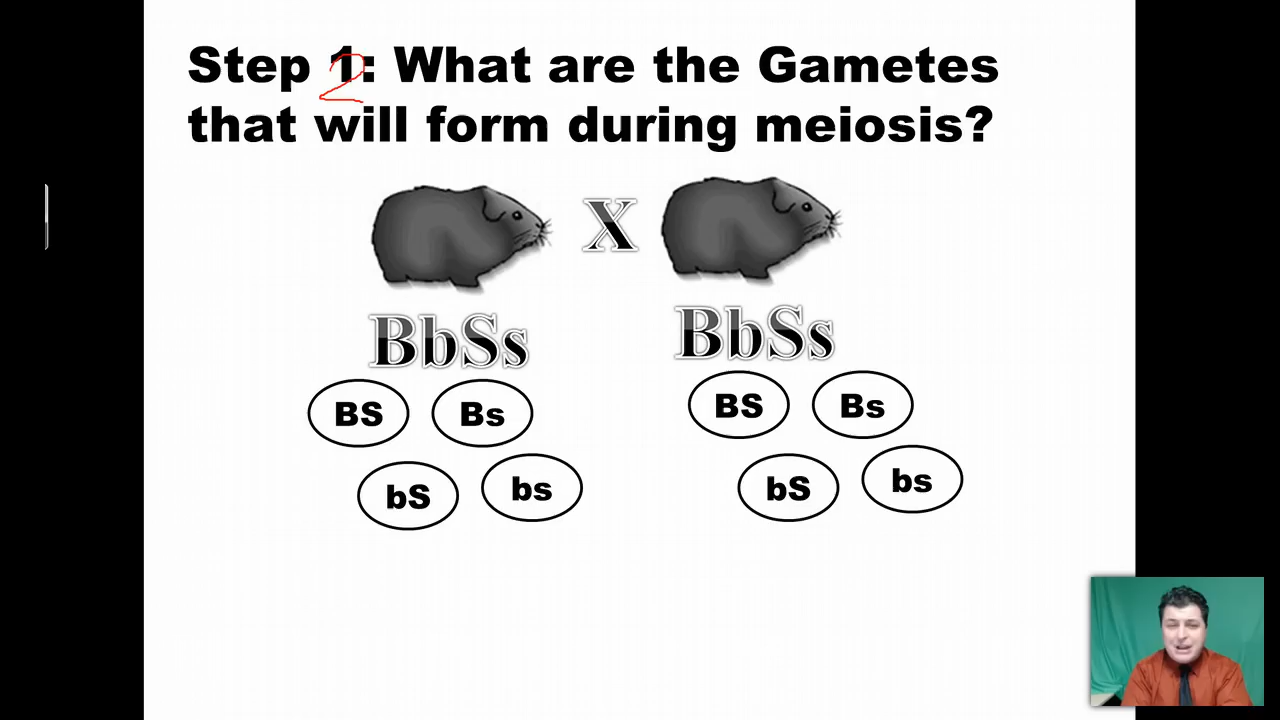 Step 1: What are the Gametes
2
that will form during meiosis?
X
BbSs BbSs
BS Bs BS Bs
bS bs bS bs